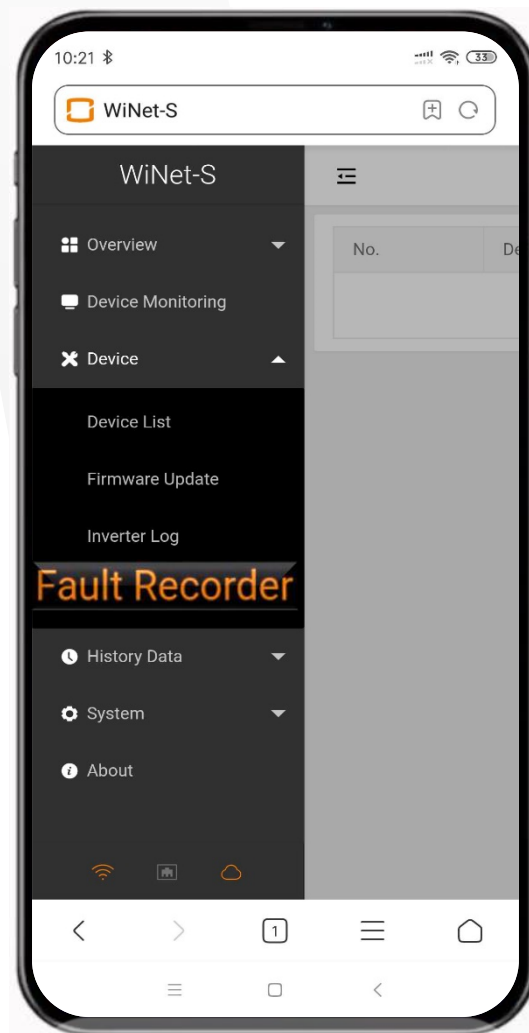 10:21
33
WiNet-S
WiNet-S
No.
De
Overview
Device Monitoring
Device
Device List
Firmware Update
Inverter Log
Fault Recorder
History Data
System
About
1